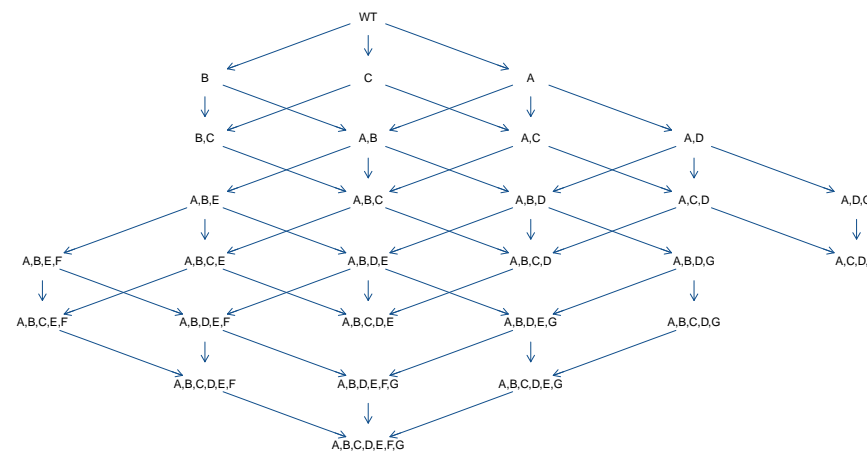 WT
B C A
B,C A,B A,C A,D
A,B,E A,B,C A,B,D A,C,D
A,B,E,F A,B,C,E A,B,D,E A,B,C,D A,B,D,G A,C,D,
A,B,C,E,F A,B,D,E,F A,B,C,D,E A,B,D,E,G A,B,C,D,G
A,B,C,D,E,F A,B,D,E,F,G A,B,C,D,E,G
A,B,C,D,E,F,G